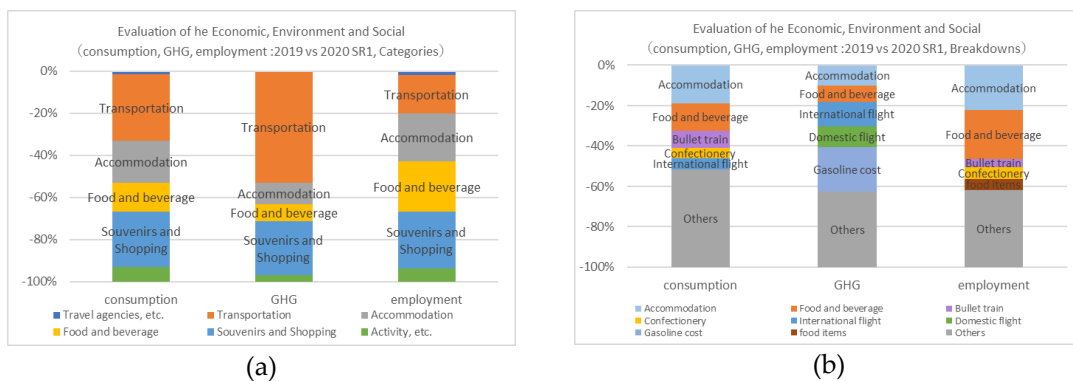 Evaluation of he Economic, Environment and Social
(consumption, GHG, employment :2019 vs 2020 SR1, Categories)
0%
-20%
-40%
-60%
-80%
-100%
Transportation
Accommodation
Food and beverage
Souvenirs and
Shopping
Transportation
Accommodation
Food and beverage
Souvenirs and
Shopping
Transportation
Accommodation
Food and beverage
Souvenirs and
Shopping
consumption GHG employment
Travel agencies, etc. Transportation Accommodation
Food and beverage Souvenirs and Shopping Activity, etc.
(a)
Evaluation of he Economic, Environment and Social
(consumption, GHG, employment :2019 vs 2020 SR1, Breakdowns)
0%
-20%
-40%
-60%
-80%
-100%
Accommodation
Food and beverage
Bullet train
Confectionery
International flight
Others
Accommodation
Food and beverage
International flight
Domestic flight
Gasoline cost
Others
Accommodation
Food and beverage
Bullet train
Confectionery
food items
Others
consumption GHG employment
Accommodation Food and beverage Bullet train
Confectionery International flight Domestic flight
Gasoline cost food items Others
(b)